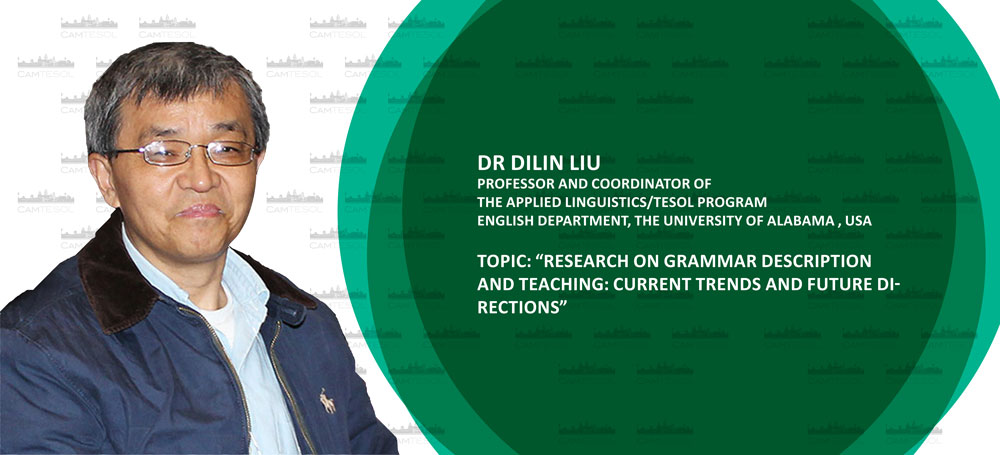 DR DILIN LIU
PROFESSOR AND COORDINATOR OF
THE APPLIED LINGUISTICS/TESOL PROGRAM
ENGLISH DEPARTMENT, THE UNIVERSITY OF ALABAMA , USA
TOPIC: “RESEARCH ON GRAMMAR DESCRIPTION
AND TEACHING: CURRENT TRENDS AND FUTURE DI-
RECTIONS”
CAMTESOL